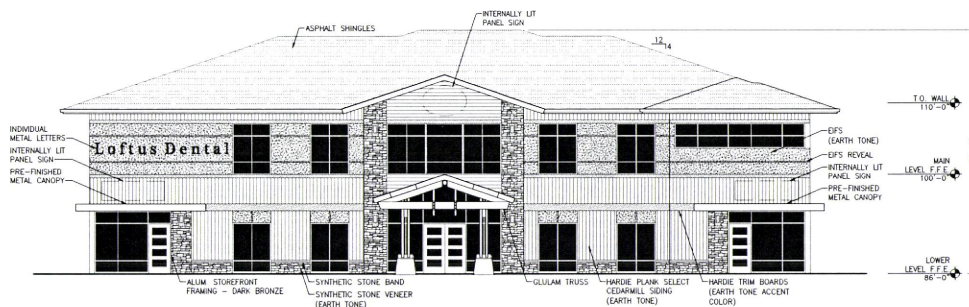 INTERNALLY LIT
PANEL SIGN
ASPHALT SHINGLES
12
14
T.O. WALL
110'-0"
INDIVIDUAL
METAL LETTERS
INTERNALLY LIT
PANEL SIGN
PRE-FINISHED
METAL CANOPY
Loftus Dental
EIFS
(EARTH TONE)
EIFS REVEAL
INTERNALLY LIT
PANEL SIGN
PRE-FINISHED
METAL CANOPY
MAIN
LEVEL F.F.E.
100'-0"
LOWER
LEVEL F.F.E.
86'-0"
ALUM STOREFRONT
FRAMING - DARK BRONZE
SYNTHETIC STONE BAND
SYNTHETIC STONE VENEER
(EARTH TONE)
GLULAM TRUSS
HARDIE PLANK SELECT
CEDARMILL SIDING
(EARTH TONE)
HARDIE TRIM BOARDS
(EARTH TONE ACCENT
COLOR)